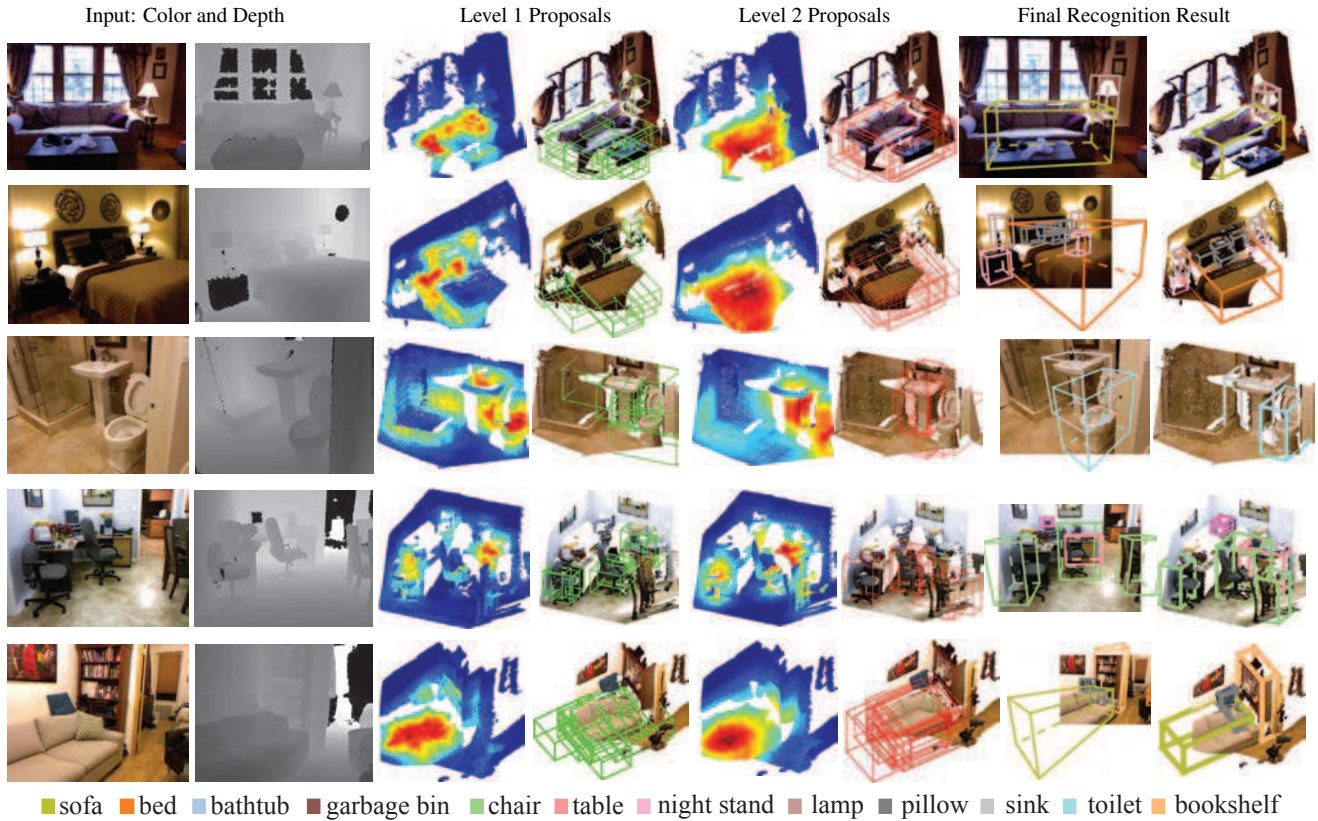 Input: Color and Depth Level 1 Proposals Level 2 Proposals Final Recognition Result
sofa bed bathtub garbage bin chair table night stand lamp pillow sink toilet bookshelf